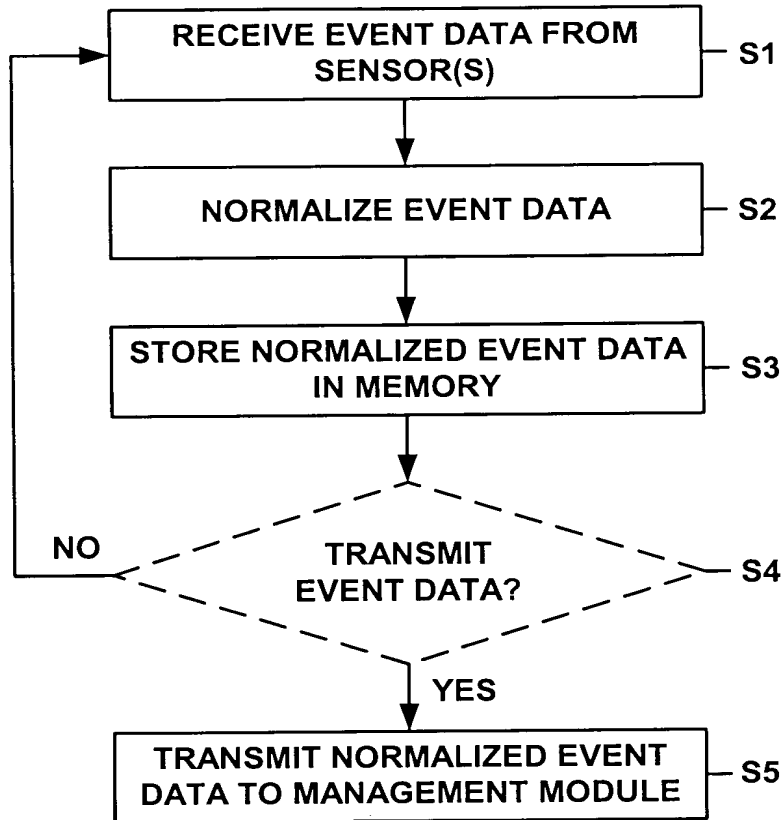 RECEIVE EVENT DATA FROM
SENSOR(S)
S1
NORMALIZE EVENT DATA
S2
STORE NORMALIZED EVENT DATA
IN MEMORY
S3
NO
TRANSMIT
EVENT DATA?
S4
YES
TRANSMIT NORMALIZED EVENT
DATA TO MANAGEMENT MODULE
S5